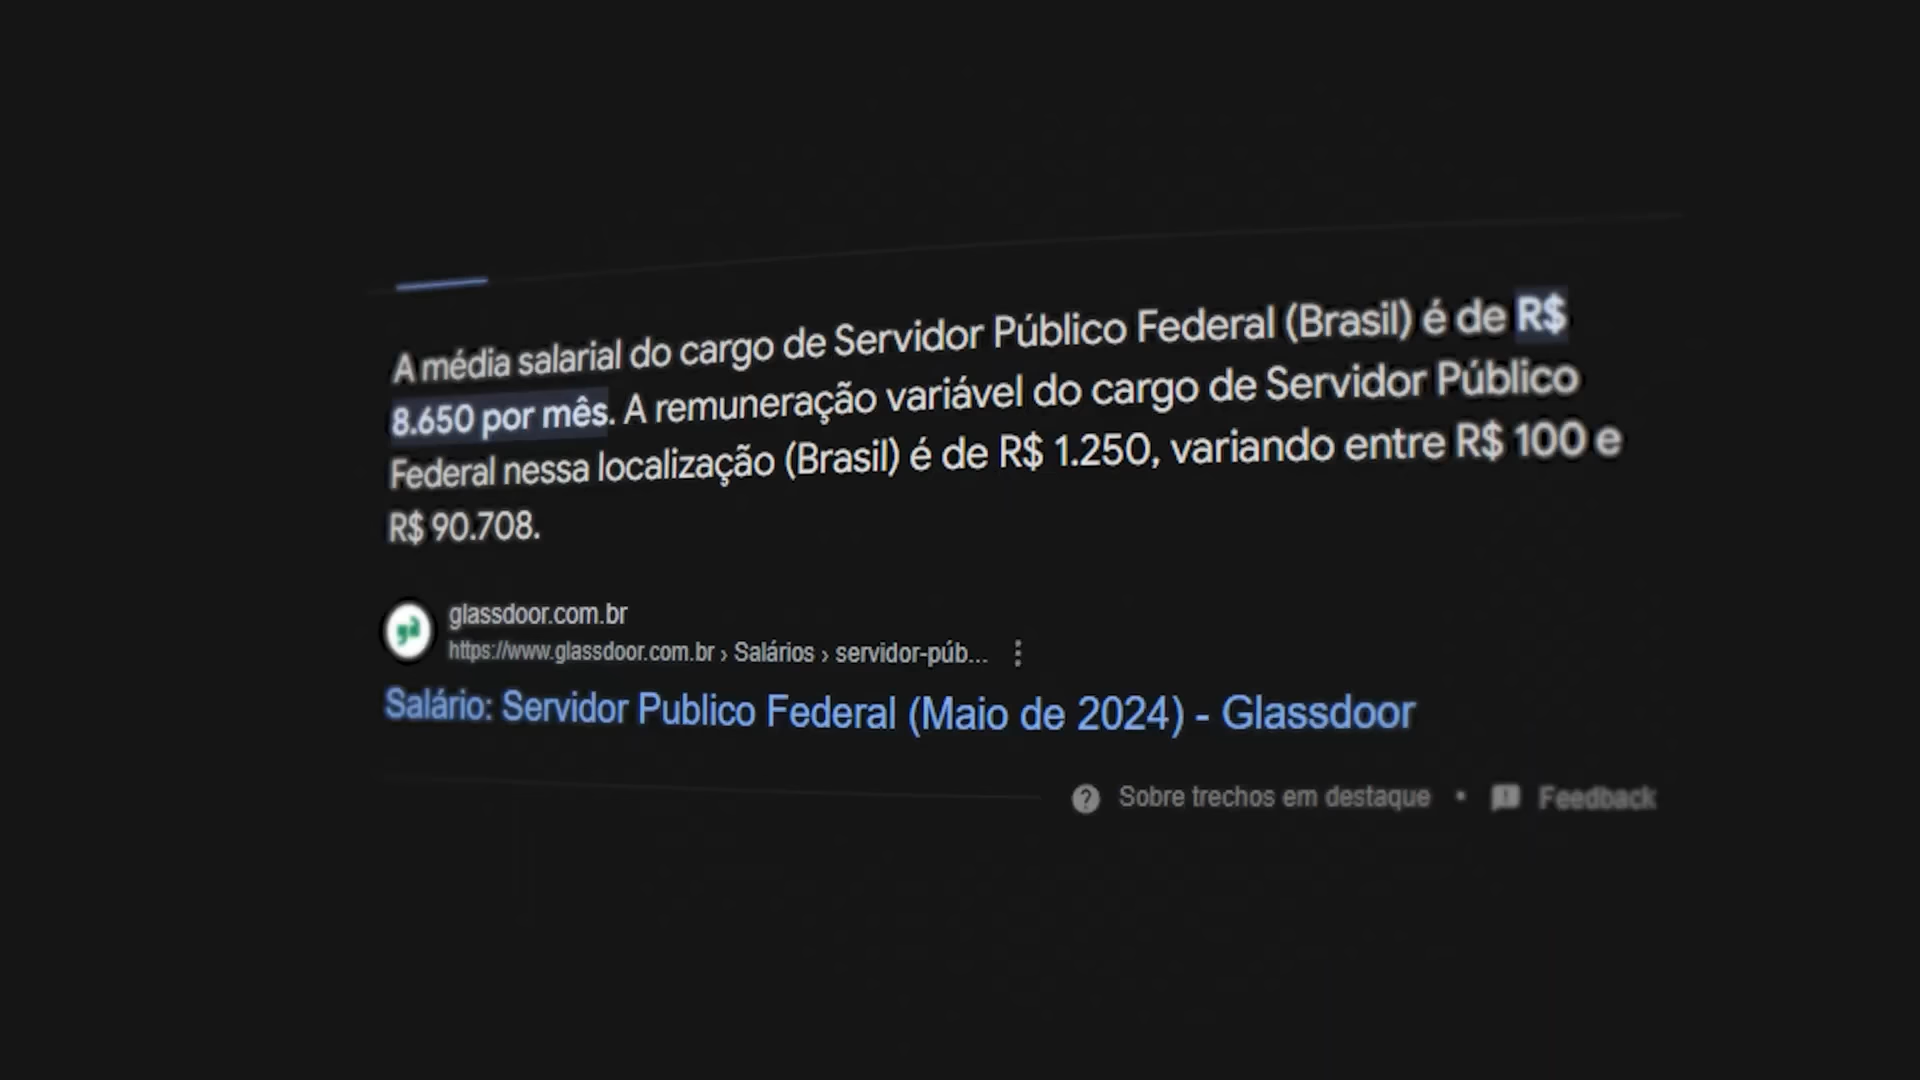 A média salarial do cargo de Servidor Público Federal (Brasil) é de R$
8.650 por mês. A remuneração variável do cargo de Servidor Público
Federal nessa localização (Brasil) é de R$ 1.250, variando entre R$ 100 e
R$ 90.708.
glassdoor.com.br
https://www.glassdoor.com.br › Salários › servidor-púb...
Salário: Servidor Publico Federal (Maio de 2024) - Glassdoor
Sobre trechos em destaque • Feedback